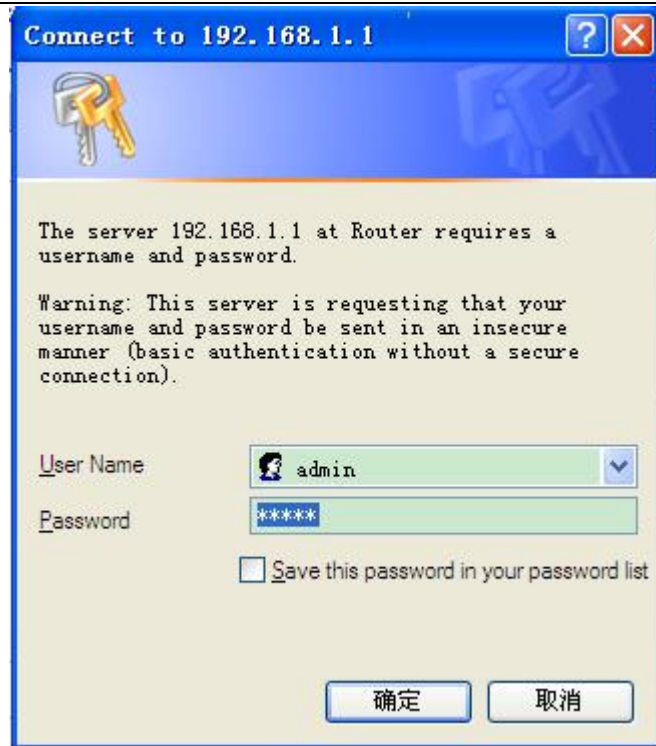 Connect to 192.168.1.1
The server 192.168.1.1 at Router requires a
username and password.
Warning: This server is requesting that your
username and password be sent in an insecure
manner (basic authentication without a secure
connection).
User Name
admin
Password
*****
Save this password in your password list
确定
取消